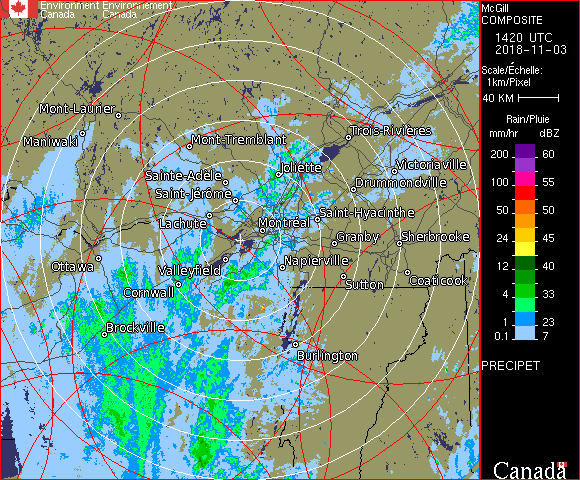 Environment Environnement
Canada Canada
McGill
COMPOSITE
1420 UTC
2018-11-03
Scale/Échelle:
1km/Pixel
40 KM
Rain/Pluie
mm/hr dBZ
200 60
100 55
50 50
24 45
12 40
4 33
1 23
0.1 7
PRECIPET
Canada
Mont-Laurier
Maniwaki
Mont-Tremblant
Trois-Rivières
Joliette
Victoriaville
Sainte-Adèle
Drummondville
Saint-Jérôme
Saint-Hyacinthe
Lachute
Montréal
Granby
Sherbrooke
Ottawa
Valleyfield
Napierville
Coaticook
Sutton
Cornwall
Brockville
Burlington